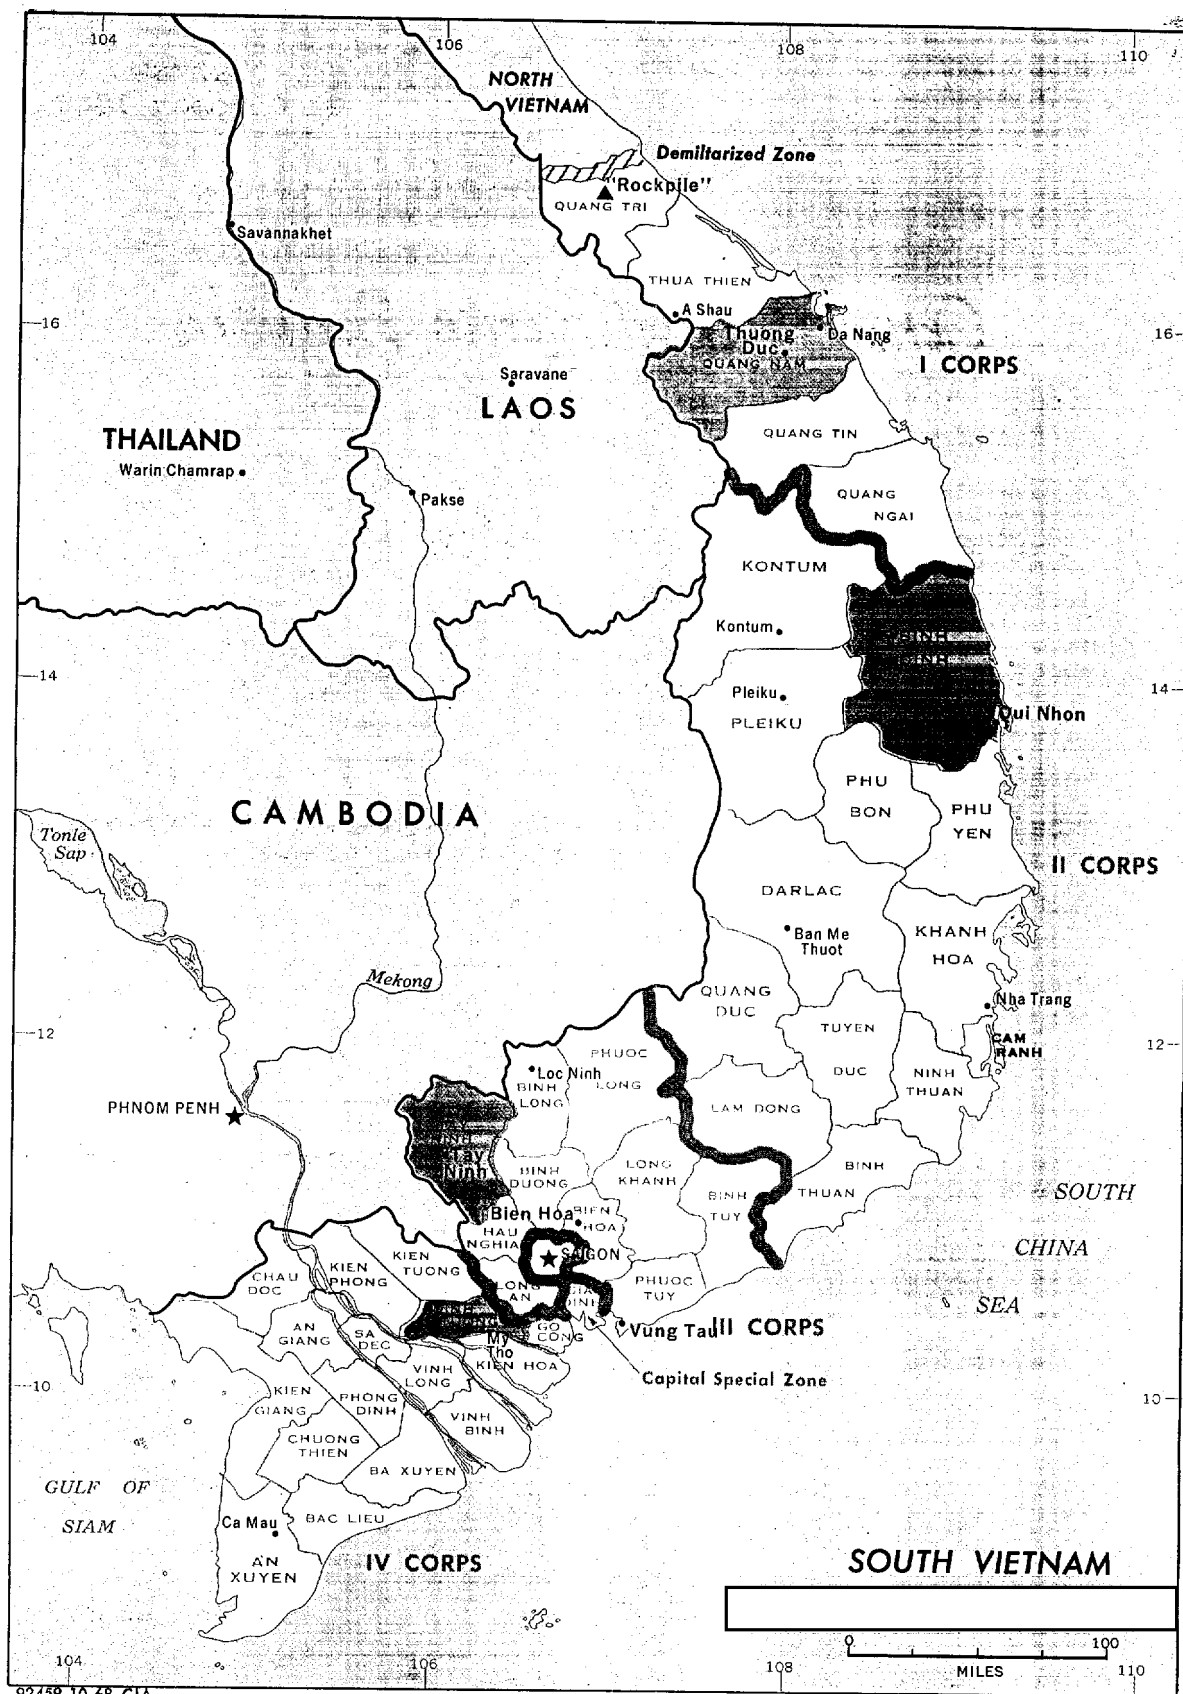 104
106
108
110
NORTH
VIETNAM
Demiltarized Zone
"Rockpile"
QUANG TRI
Savannakhet
THUA THIEN
A Shau
16
Thuong
Duc
Da Nang
16
QUANG NAM
I CORPS
Saravane
LAOS
THAILAND
Warin Chamrap
QUANG TIN
Pakse
QUANG
NGAI
KONTUM
Kontum
BINH
DINH
14
Pleiku
14
PLEIKU
Qui Nhon
PHU
BON
CAMBODIA
PHU
YEN
Tonle
Sap
II CORPS
DARLAC
Ban Me
Thuot
KHANH
HOA
Mekong
QUANG
DUC
Nha Trang
12
TUYEN
DUC
CAM
RANH
12
PHUOC
LONG
Loc Ninh
BINH
LONG
NINH
THUAN
PHNOM PENH
LAM DONG
Tay
Ninh
BINH
DUONG
LONG
KHANH
BINH
TUY
BINH
THUAN
SOUTH
CHINA
SEA
Bien Hoa
BIEN
HOA
HAU
NGHIA
SAIGON
KIEN
TUONG
KIEN
PHONG
CHAU
DOC
LONG
AN
GIA
DINH
PHUOC
TUY
AN
GIANG
SA
DEC
My
Tho
GO
CONG
Vung Tau
III CORPS
KIEN HOA
VINH
LONG
Capital Special Zone
10
KIEN
GIANG
PHONG
DINH
VINH
BINH
10
CHUONG
THIEN
BA XUYEN
GULF OF
SIAM
Ca Mau
BAC LIEU
AN
XUYEN
IV CORPS
SOUTH VIETNAM
0
100
MILES
104
106
108
110